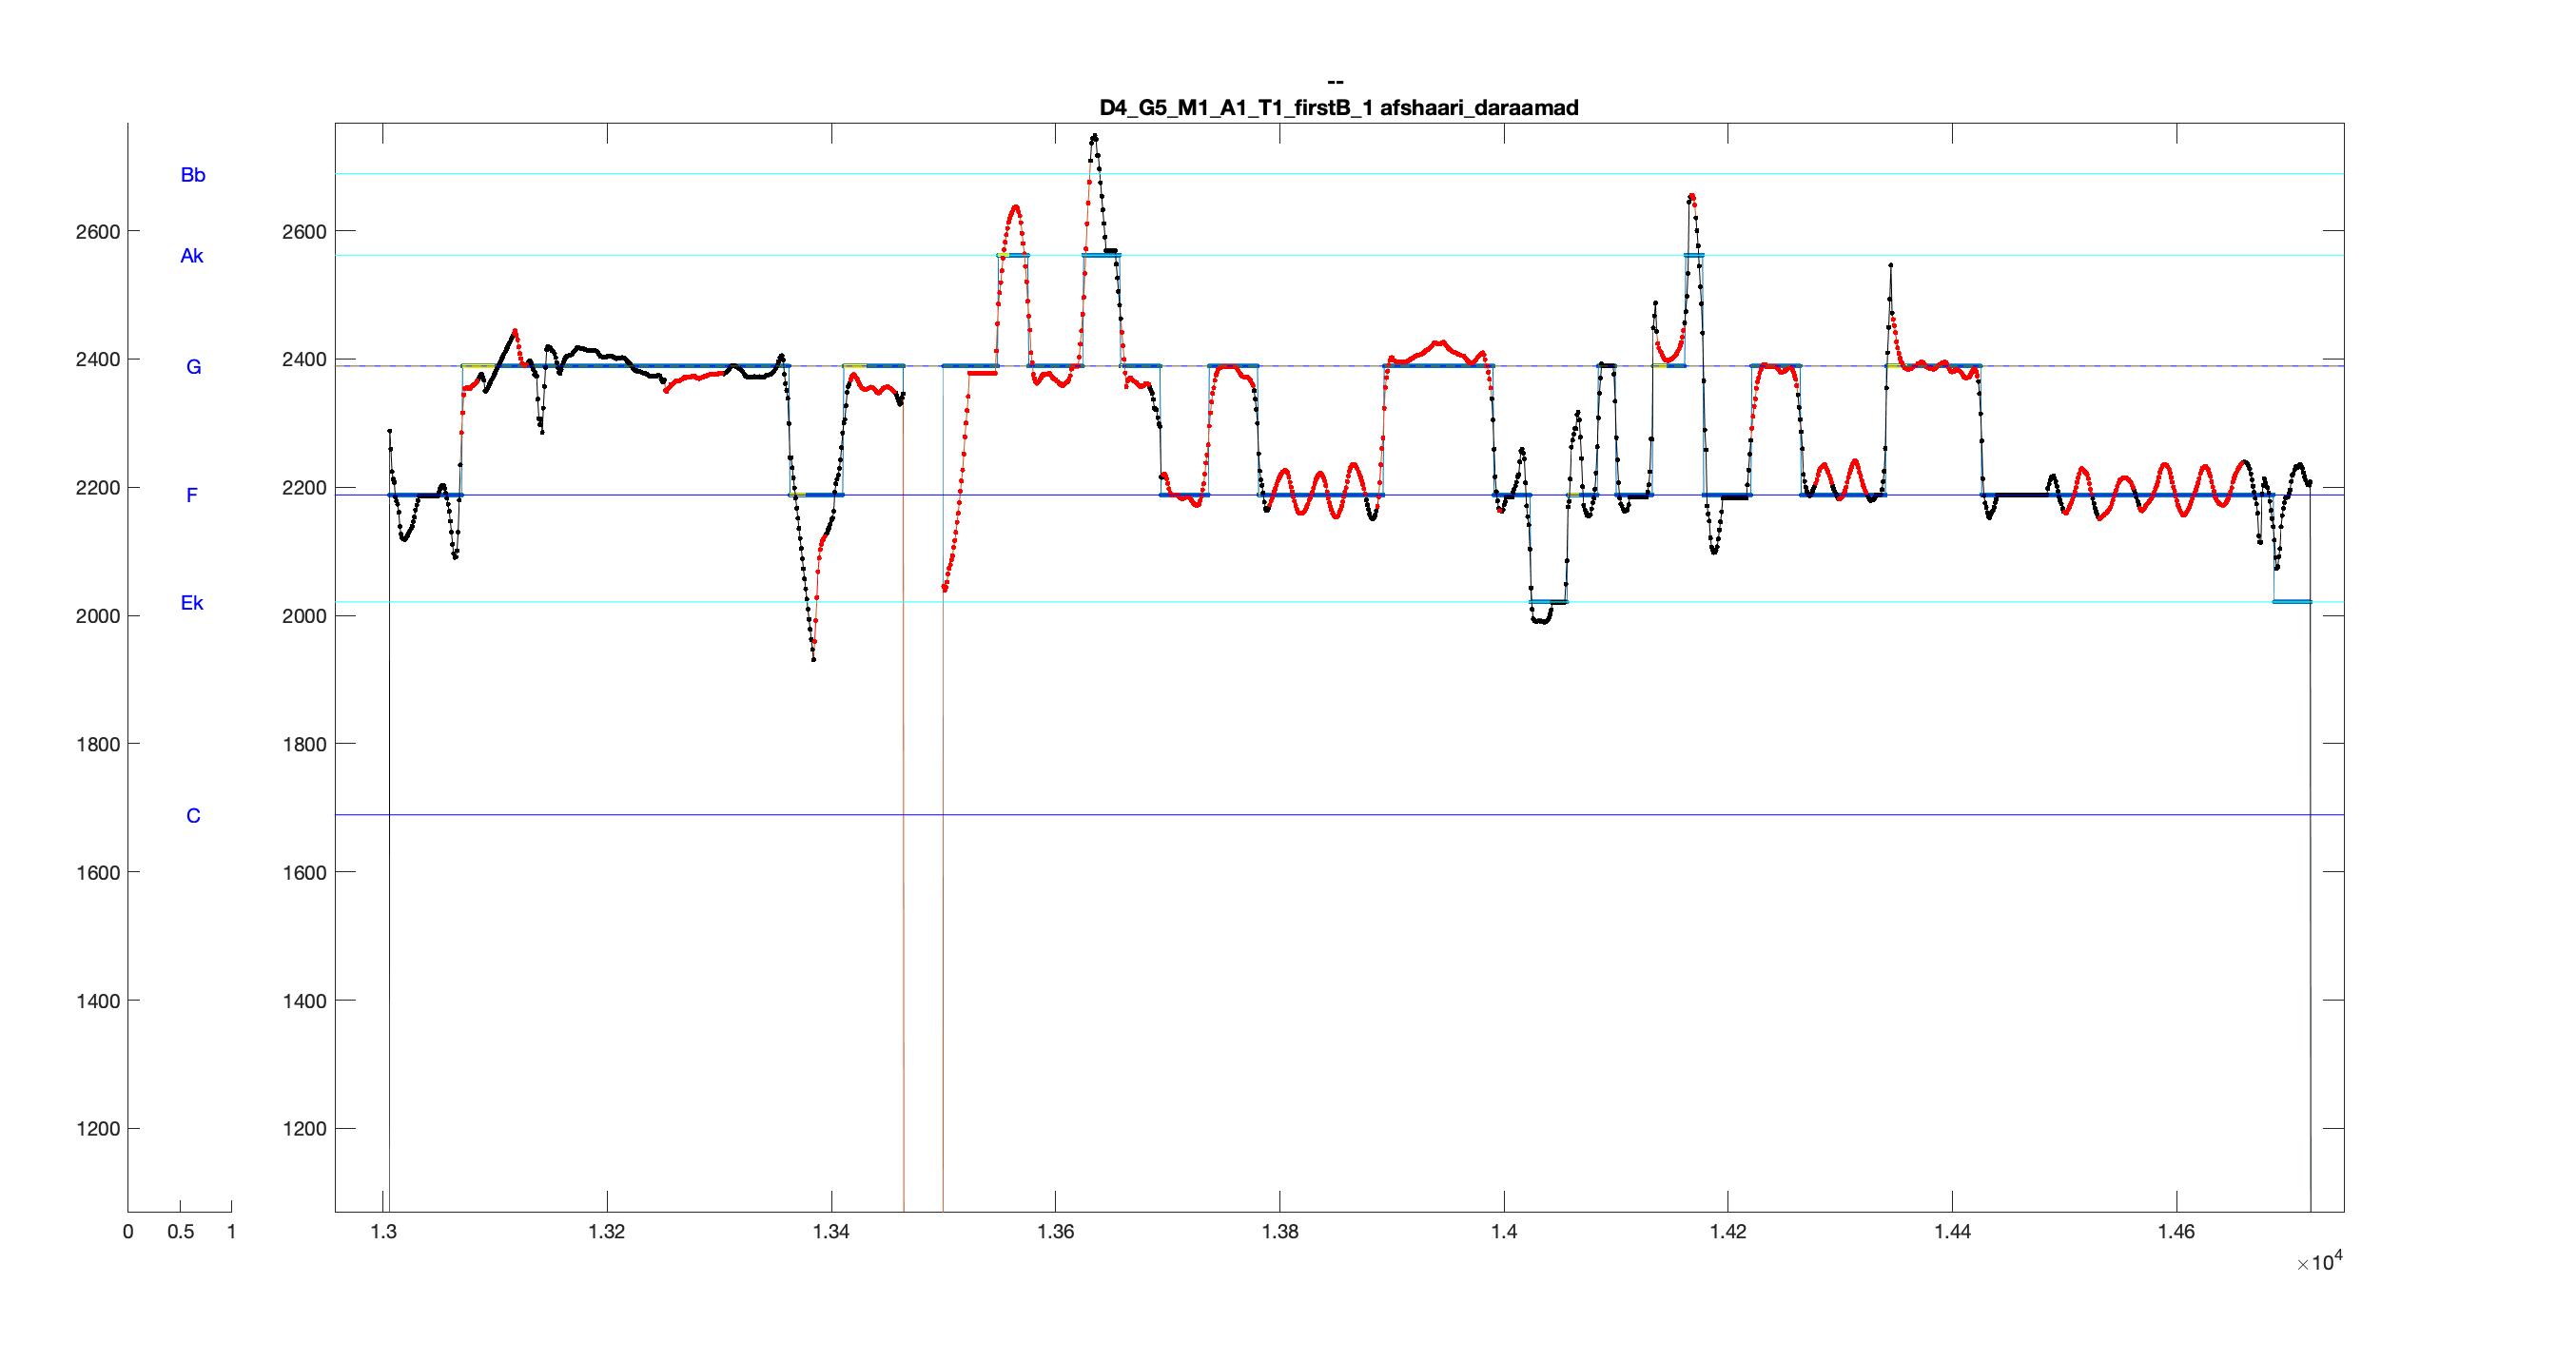 --
D4_G5_M1_A1_T1_firstB_1 afshaari_daraamad
Bb
2600 2600
Ak
2400 G 2400
2200 F 2200
Ek
2000 2000
1800 1800
C
1600 1600
1400 1400
1200 1200
0 0.5 1 1.3 1.32 1.34 1.36 1.38 1.4 1.42 1.44 1.46
×10⁴